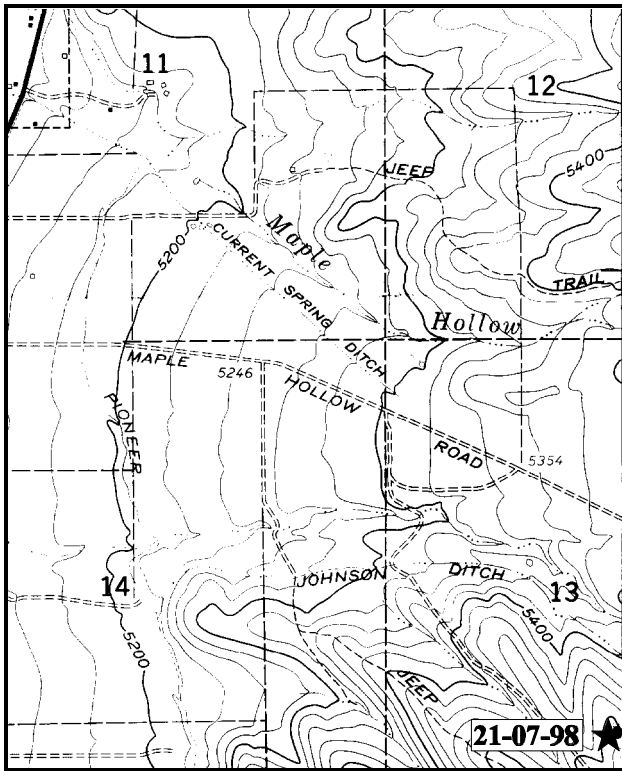 11
12
JEEP
5400
Maple
5200
CURRENT SPRING DITCH
TRAIL
Hollow
MAPLE HOLLOW ROAD
5246
PIONEER
5354
14
JOHNSON DITCH
13
5400
5200
JEEP
21-07-98